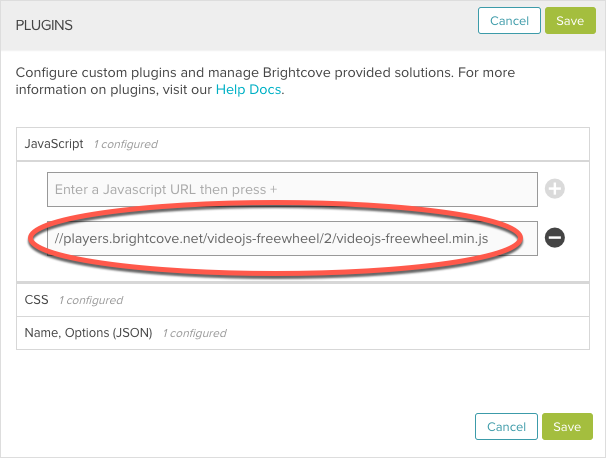 PLUGINS
Cancel
Save
Configure custom plugins and manage Brightcove provided solutions. For more
information on plugins, visit our Help Docs.
JavaScript 1 configured
Enter a Javascript URL then press +
//players.brightcove.net/videojs-freewheel/2/videojs-freewheel.min.js
CSS 1 configured
Name, Options (JSON) 1 configured
Cancel
Save